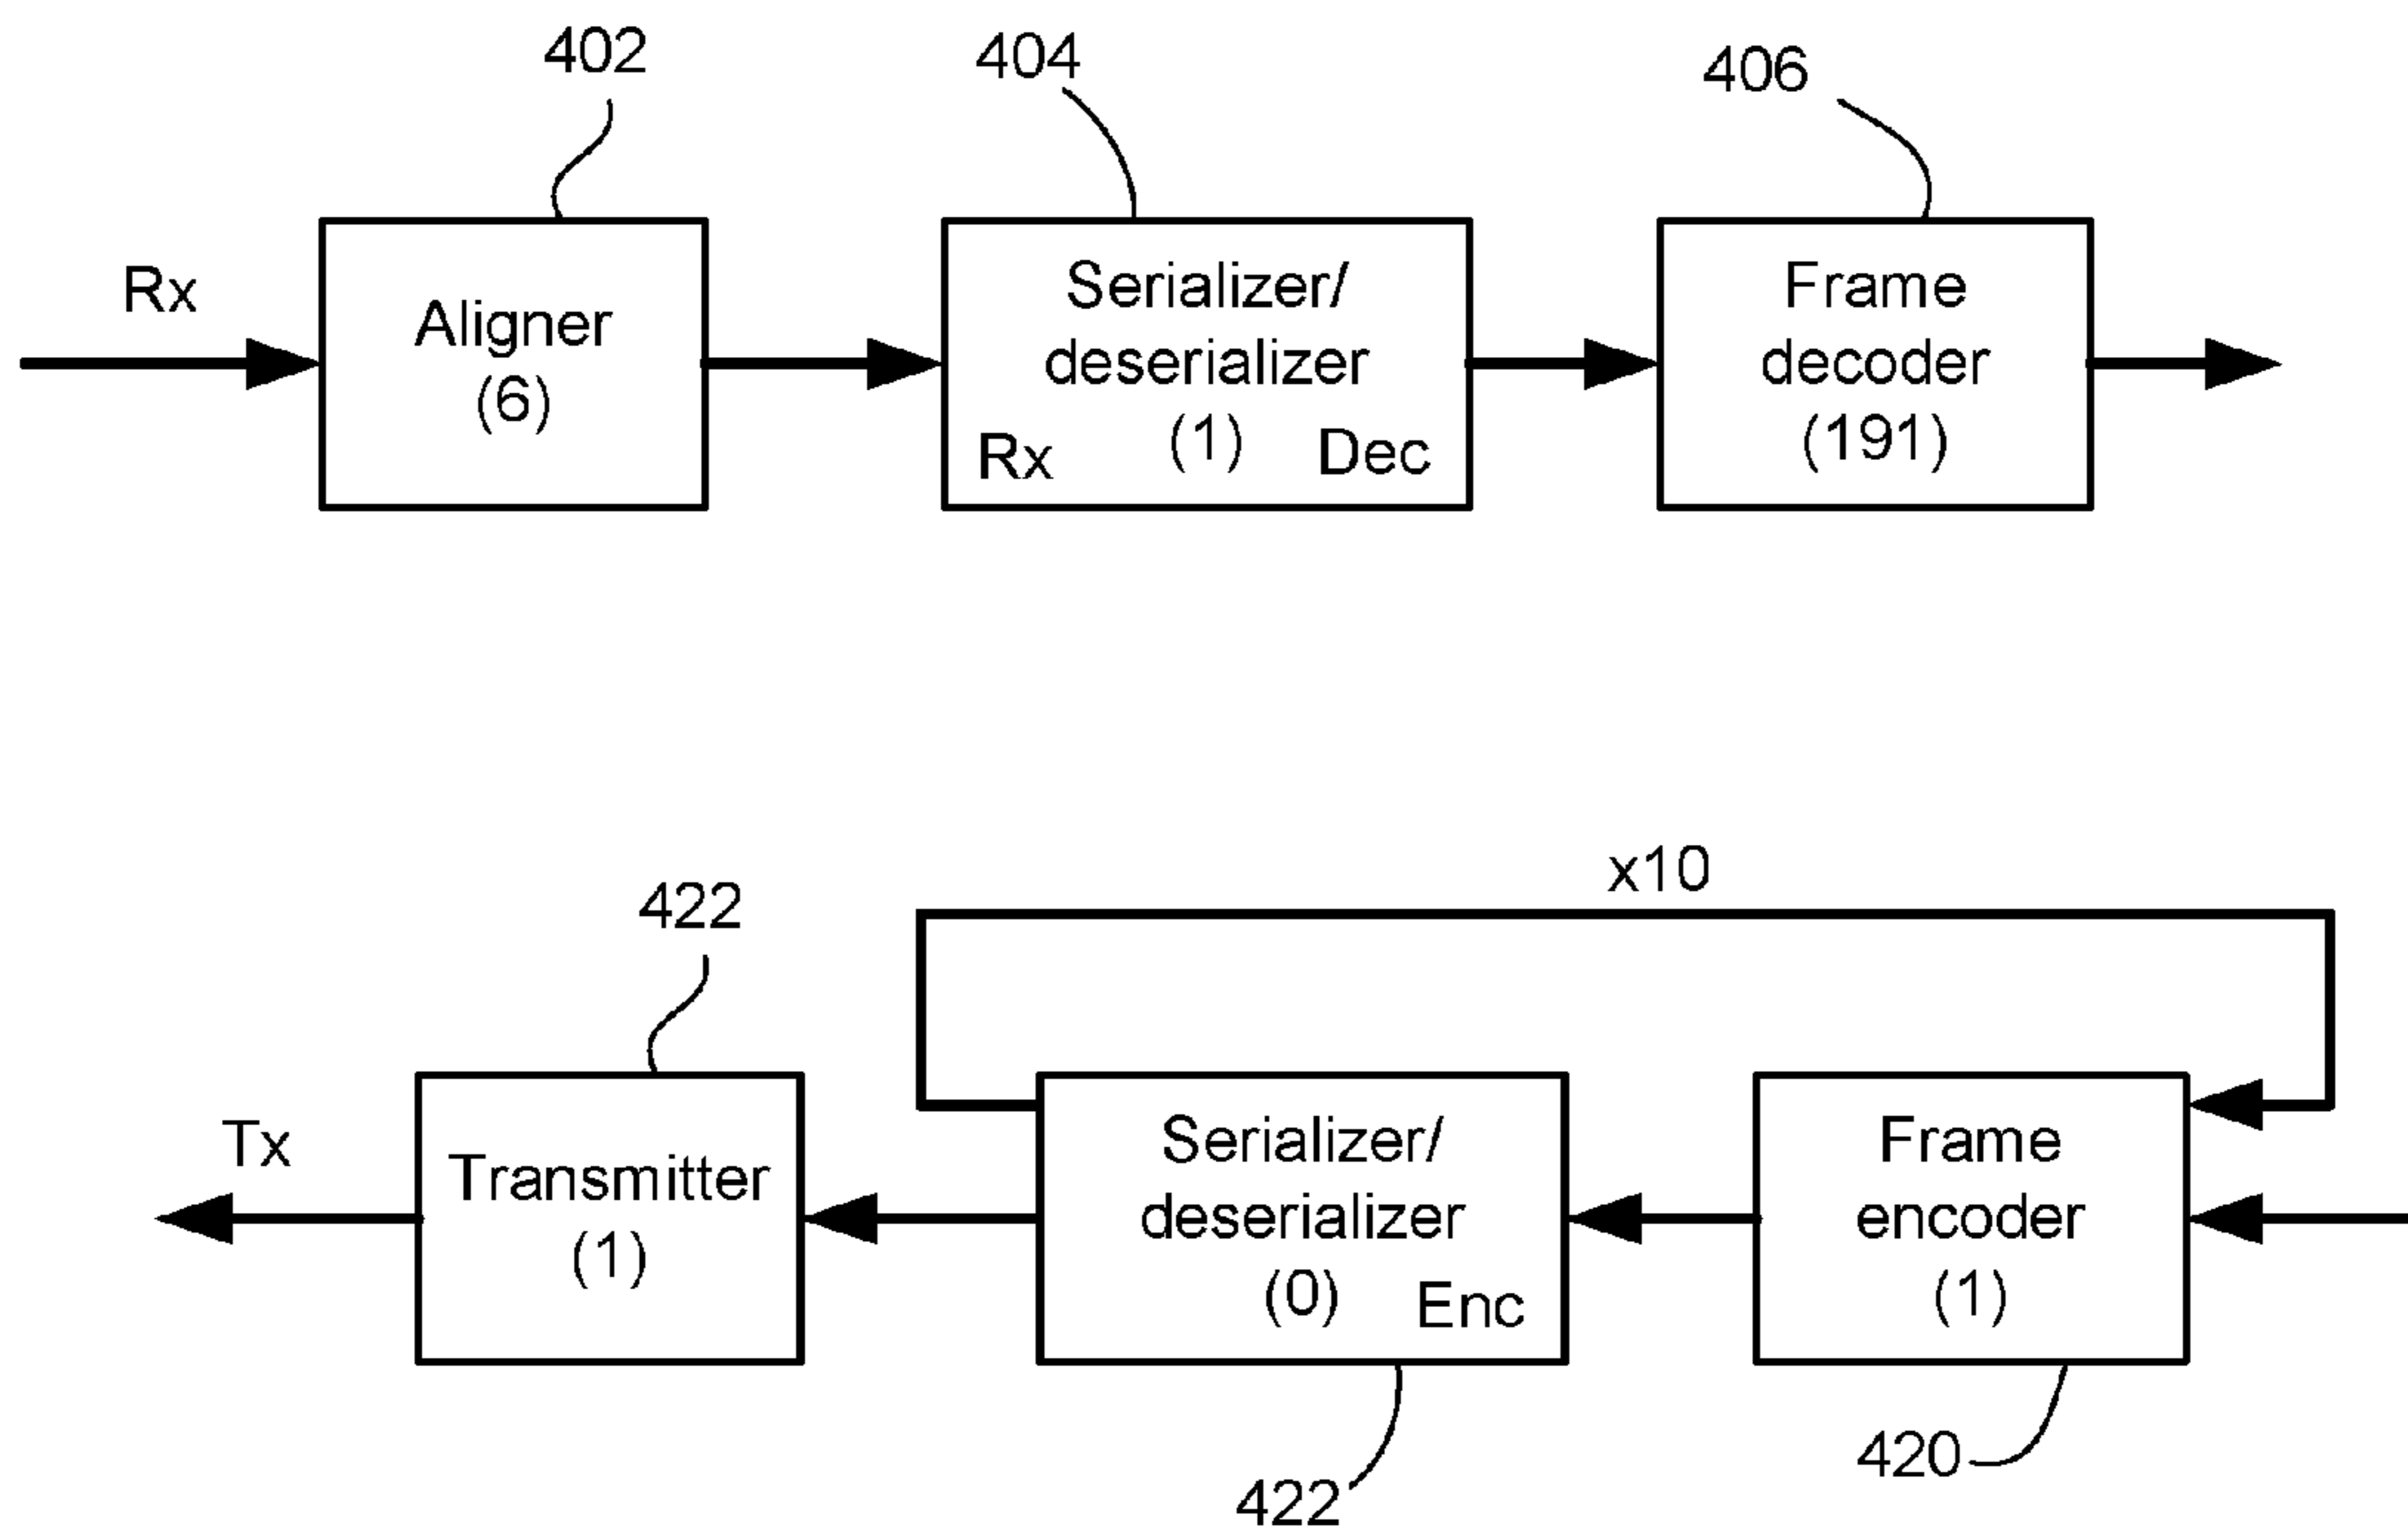 402
404
406
Rx
Aligner
(6)
Serializer/
deserializer
(1)
Rx
Dec
Frame
decoder
(191)
x10
422
Tx
Transmitter
(1)
Serializer/
deserializer
(0)
Enc
Frame
encoder
(1)
422
420